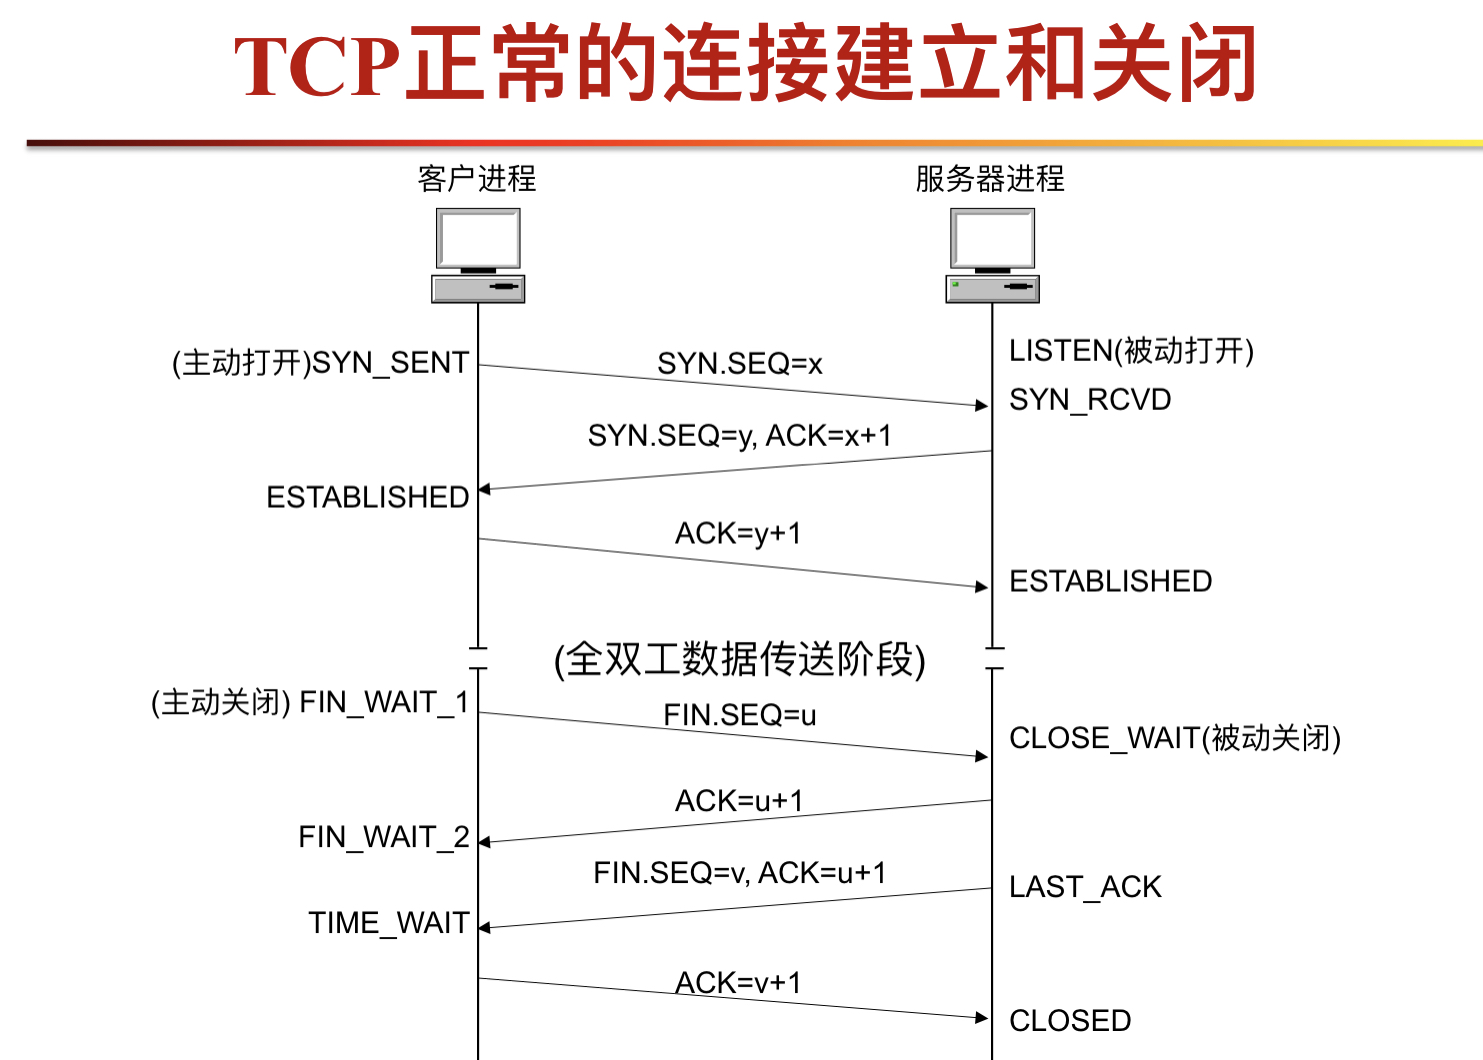 TCP正常的连接建立和关闭
客户进程
服务器进程
(主动打开)SYN_SENT
SYN.SEQ=x
LISTEN(被动打开)
SYN_RCVD
SYN.SEQ=y, ACK=x+1
ESTABLISHED
ACK=y+1
ESTABLISHED
(全双工数据传送阶段)
(主动关闭) FIN_WAIT_1
FIN.SEQ=u
CLOSE_WAIT(被动关闭)
ACK=u+1
FIN_WAIT_2
FIN.SEQ=v, ACK=u+1
LAST_ACK
TIME_WAIT
ACK=v+1
CLOSED